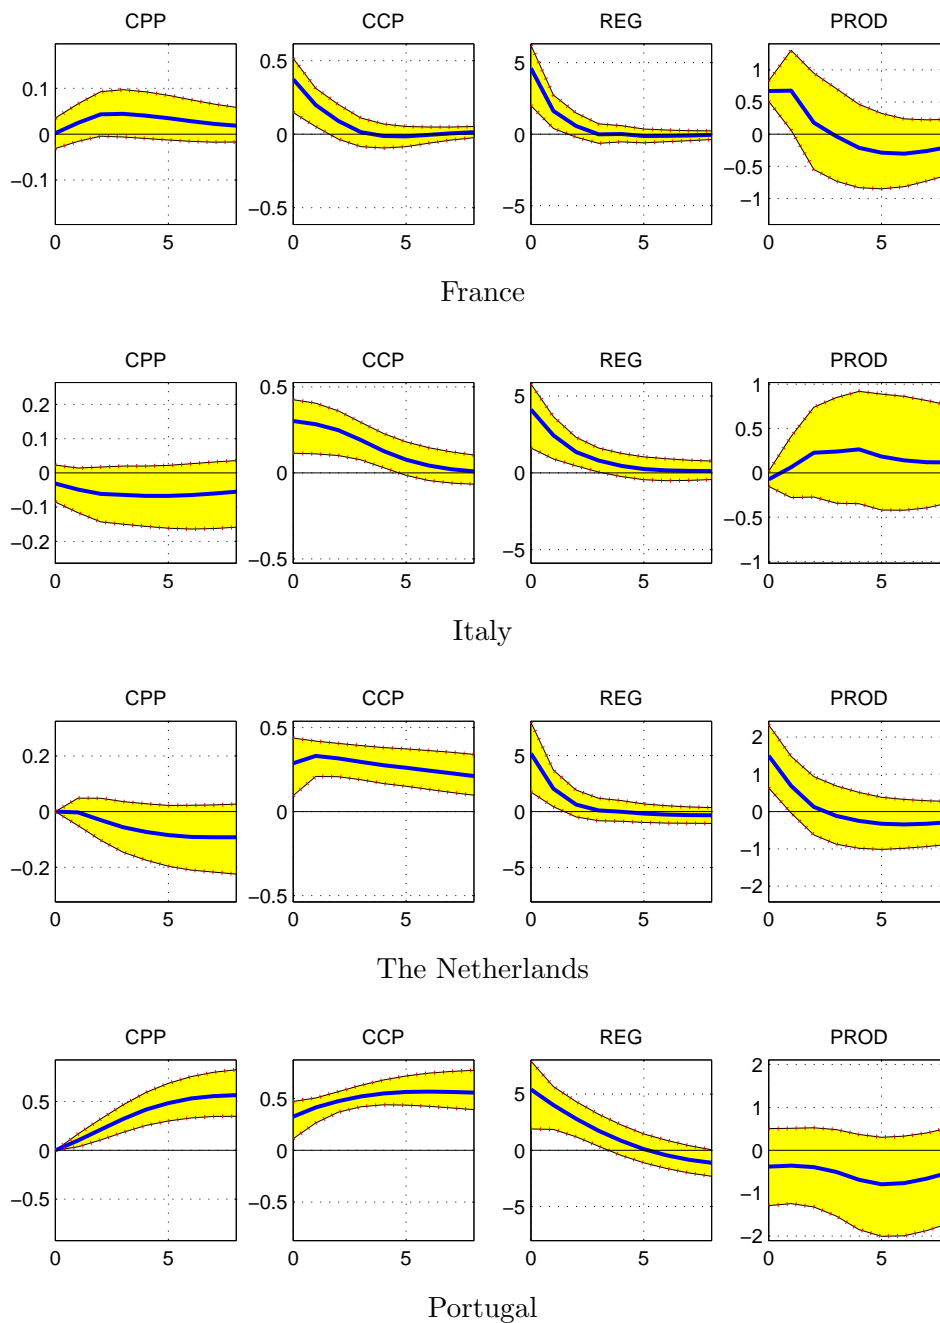 CPP CCP REG PROD
0.1 0 −0.1 0 5
0.5 0 −0.5 0 5
5 0 −5 0 5
1 0.5 0 −0.5 −1 0 5
France
CPP CCP REG PROD
0.2 0.1 0 −0.1 −0.2 0 5
0.5 0 −0.5 0 5
5 0 −5 0 5
1 0.5 0 −0.5 −1 0 5
Italy
CPP CCP REG PROD
0.2 0 −0.2 0 5
0.5 0 −0.5 0 5
5 0 −5 0 5
2 1 0 −1 −2 0 5
The Netherlands
CPP CCP REG PROD
0.5 0 −0.5 0 5
0.5 0 −0.5 0 5
5 0 −5 0 5
2 1 0 −1 −2 0 5
Portugal